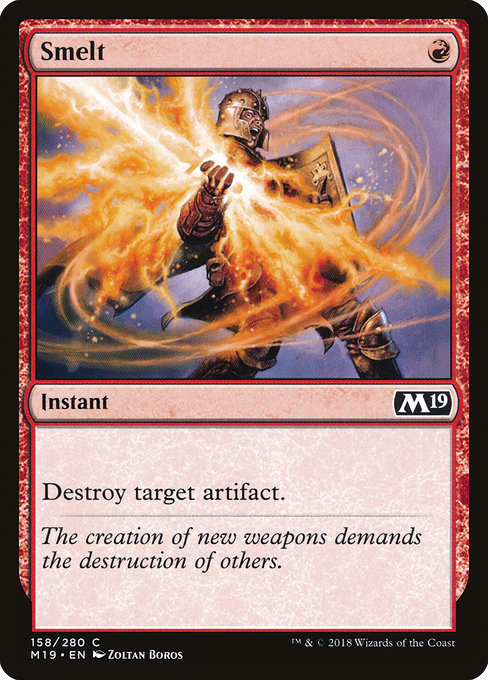 Smelt
Instant
M19
Destroy target artifact.
The creation of new weapons demands
the destruction of others.
158/280 C
M19 • EN Zoltan Boros
™ & © 2018 Wizards of the Coast